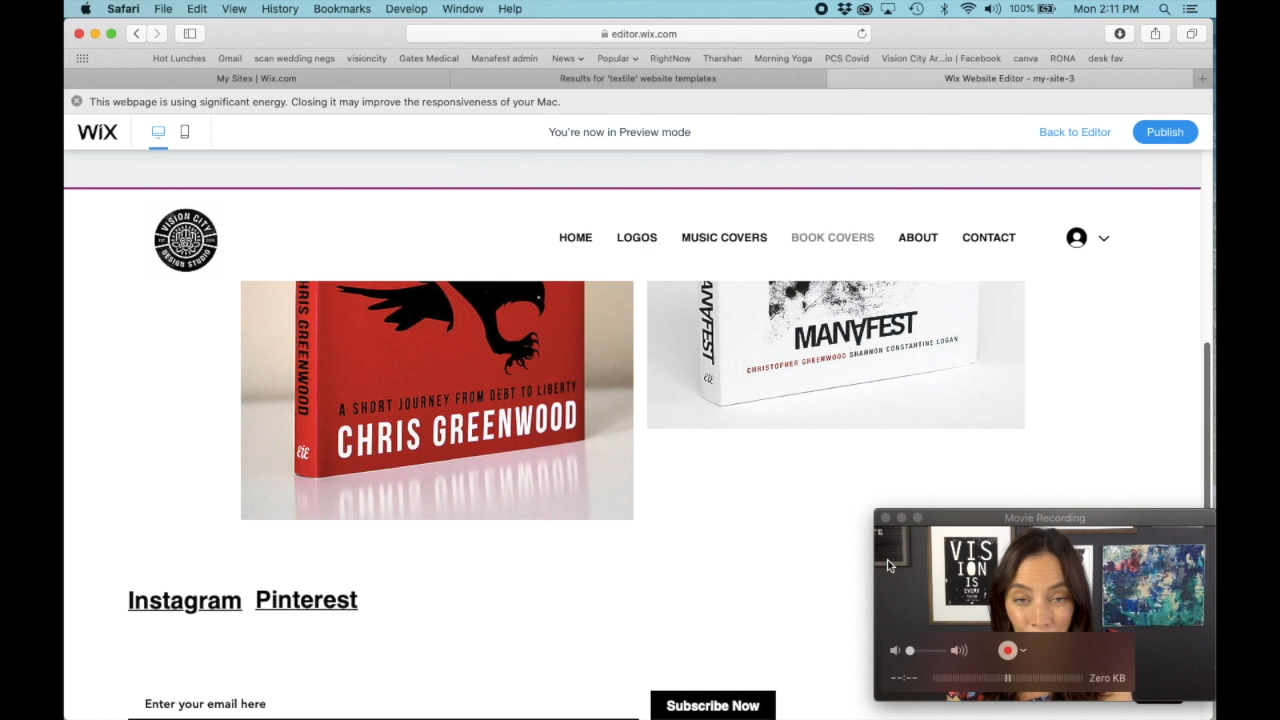 Safari File Edit View History Bookmarks Develop Window Help 100% Mon 2:11 PM
editor.wix.com
Hot Lunches Gmail scan wedding negs visioncity Gates Medical Manafest admin News Popular RightNow Tharshan Morning Yoga PCS Covid Vision City Ar...io | Facebook canva RONA desk fav
My Sites | Wix.com Results for 'textile' website templates Wix Website Editor - my-site-3
This webpage is using significant energy. Closing it may improve the responsiveness of your Mac.
WiX You're now in Preview mode Back to Editor Publish
VISION CITY
DESIGN STUDIO
HOME LOGOS MUSIC COVERS BOOK COVERS ABOUT CONTACT
HRIS GREENWOOD
A SHORT JOURNEY FROM DEBT TO LIBERTY
CHRIS GREENWOOD
MANAFEST
CHRISTOPHER GREENWOOD SHANNON CONSTANTINE LOGAN
Instagram Pinterest
Enter your email here Subscribe Now
Movie Recording
VIS
ION
IS
EVERY
--:-- Zero KB